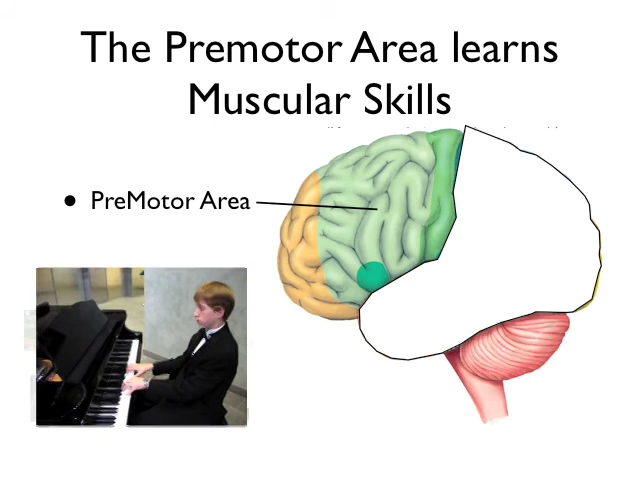 The Premotor Area learns
Muscular Skills
• PreMotor Area